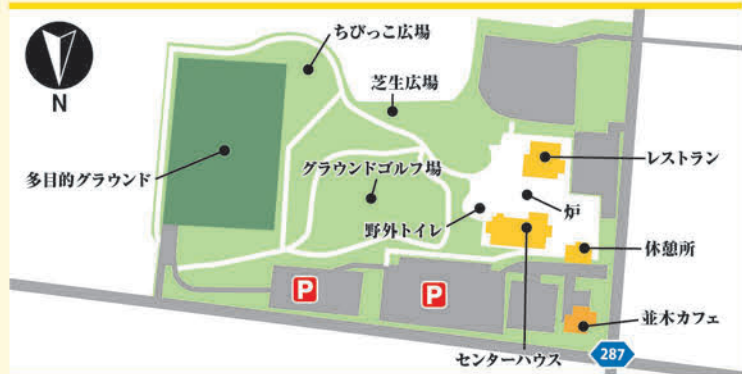 ちびっこ広場
芝生広場
N
多目的グラウンド
グラウンドゴルフ場
レストラン
炉
野外トイレ
休憩所
P
P
並木カフェ
センターハウス
287